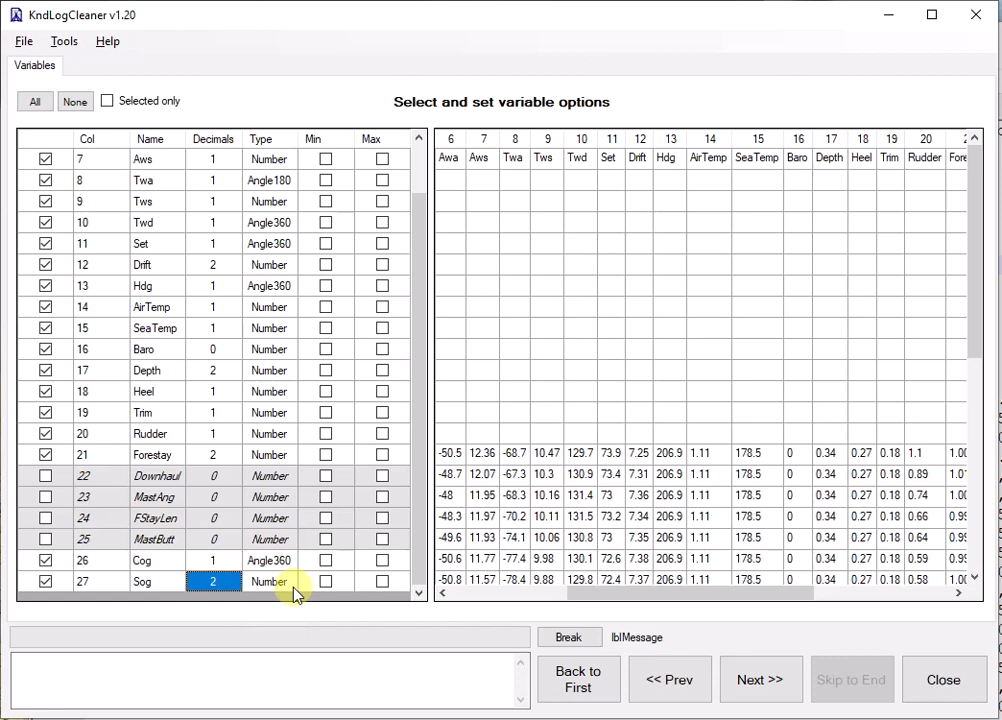 KndLogCleaner v1.20
File Tools Help
Variables
All None Selected only Select and set variable options
Col Name Decimals Type Min Max
7 Aws 1 Number
8 Twa 1 Angle180
9 Tws 1 Number
10 Twd 1 Angle360
11 Set 1 Angle360
12 Drift 2 Number
13 Hdg 1 Angle360
14 AirTemp 1 Number
15 SeaTemp 1 Number
16 Baro 0 Number
17 Depth 2 Number
18 Heel 1 Number
19 Trim 1 Number
20 Rudder 1 Number
21 Forestay 2 Number
22 Downhaul 0 Number
23 MastAng 0 Number
24 FStayLen 0 Number
25 MastButt 0 Number
26 Cog 1 Angle360
27 Sog 2 Number
6 7 8 9 10 11 12 13 14 15 16 17 18 19 20
Awa Aws Twa Tws Twd Set Drift Hdg AirTemp SeaTemp Baro Depth Heel Trim Rudder Fore
-50.5 12.36 -68.7 10.47 129.7 73.9 7.25 206.9 1.11 178.5 0 0.34 0.27 0.18 1.1
-48.7 12.07 -67.3 10.3 130.9 73.4 7.31 206.9 1.11 178.5 0 0.34 0.27 0.18 0.89
-48 11.95 -68.3 10.16 131.4 73 7.36 206.9 1.11 178.5 0 0.34 0.27 0.18 0.74
-48.3 11.97 -70.2 10.11 131.5 73.2 7.34 206.9 1.11 178.5 0 0.34 0.27 0.18 0.66
-49.6 11.93 -74.1 10.06 130.8 73 7.35 206.9 1.11 178.5 0 0.34 0.27 0.18 0.64
-50.6 11.77 -77.4 9.98 130.1 72.6 7.38 206.9 1.11 178.5 0 0.34 0.27 0.18 0.59
-50.8 11.57 -78.4 9.88 129.8 72.4 7.37 206.9 1.11 178.5 0 0.34 0.27 0.18 0.58
Break lblMessage
Back to First << Prev Next >> Skip to End Close